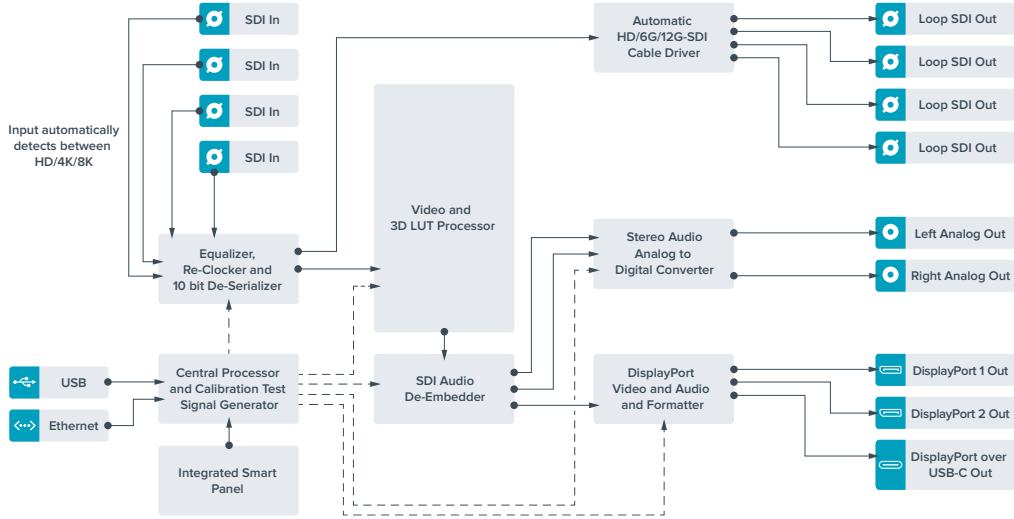 SDI In
SDI In
SDI In
SDI In
Input automatically
detects between
HD/4K/8K
Automatic
HD/6G/12G-SDI
Cable Driver
Loop SDI Out
Loop SDI Out
Loop SDI Out
Loop SDI Out
Video and
3D LUT Processor
Equalizer,
Re-Clocker and
10 bit De-Serializer
Stereo Audio
Analog to
Digital Converter
Left Analog Out
Right Analog Out
USB
Ethernet
Central Processor
and Calibration Test
Signal Generator
SDI Audio
De-Embedder
DisplayPort
Video and Audio
and Formatter
DisplayPort 1 Out
DisplayPort 2 Out
DisplayPort over
USB-C Out
Integrated Smart
Panel